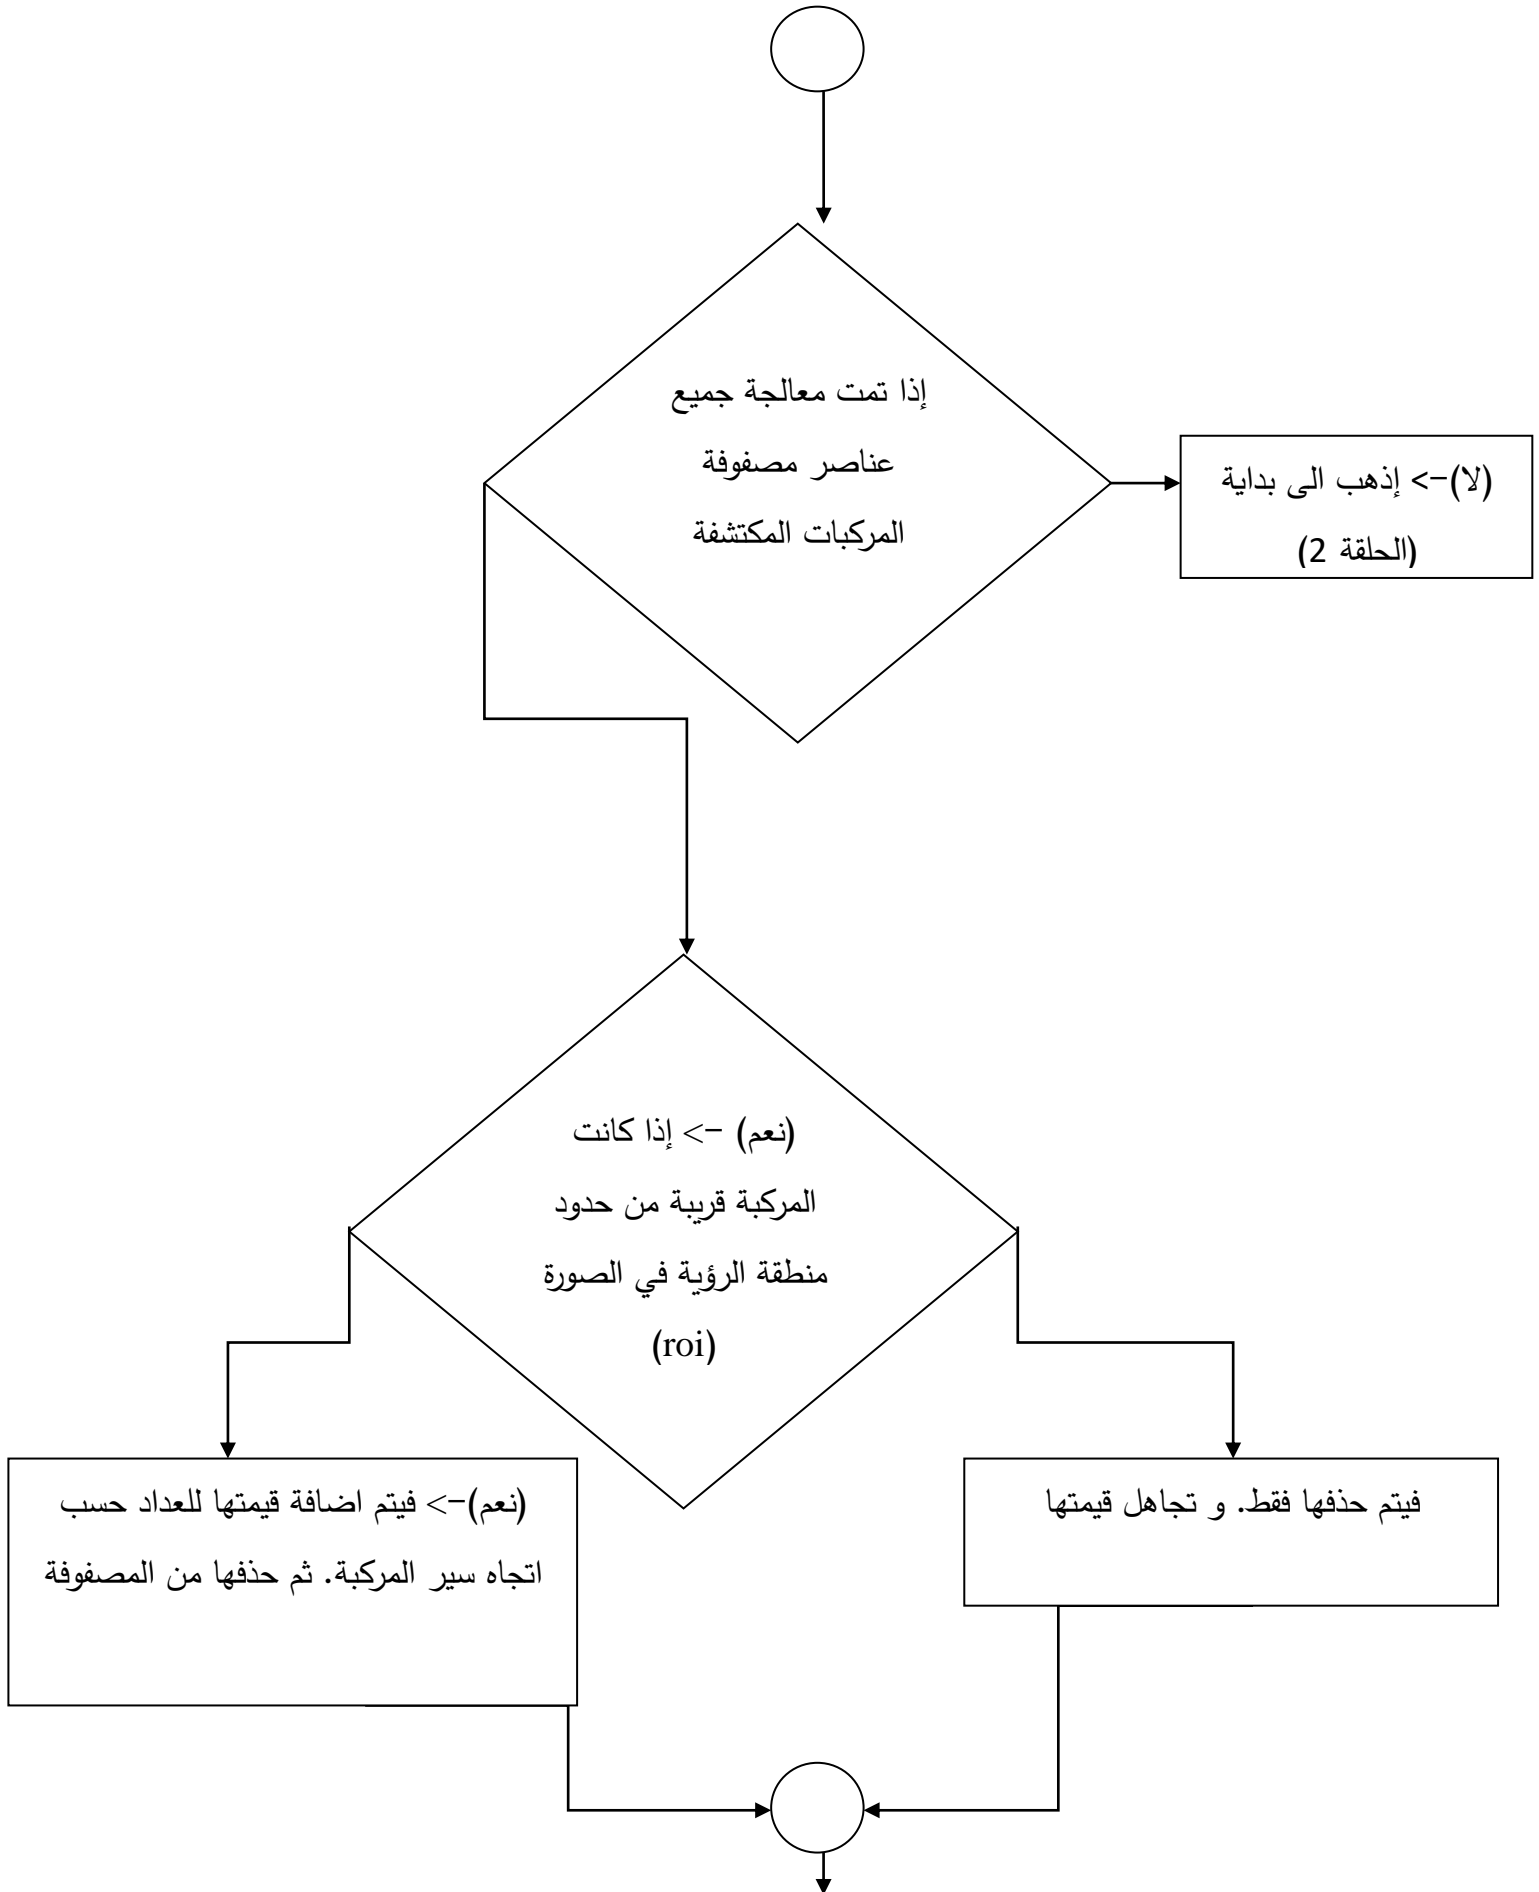 إذا تمت معالجة جميع
عناصر مصفوفة
المركبات المكتشفة
(لا)-> إذهب الى بداية
(الحلقة 2)
(نعم) -> إذا كانت
المركبة قريبة من حدود
منطقة الرؤية في الصورة
(roi)
(نعم)-> فيتم اضافة قيمتها للعداد حسب
اتجاه سير المركبة. ثم حذفها من المصفوفة
فيتم حذفها فقط. و تجاهل قيمتها